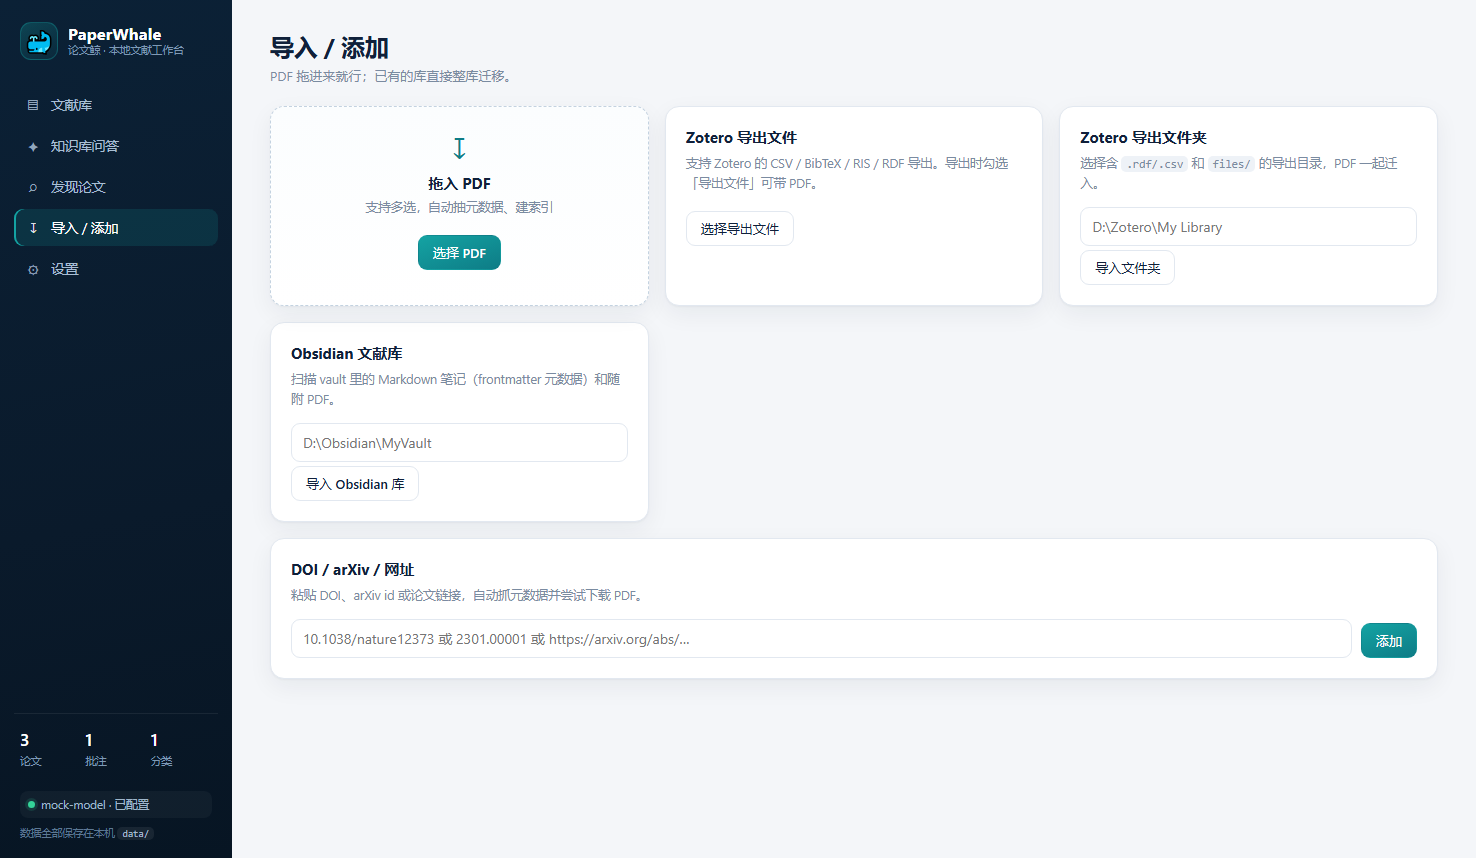 PaperWhale
论文鲸 · 本地文献工作台
文献库
知识库问答
发现论文
导入 / 添加
设置
3
论文
1
批注
1
分类
mock-model · 已配置
数据全部保存在本机 data/
导入 / 添加
PDF 拖进来就行；已有的库直接整库迁移。
拖入 PDF
支持多选，自动抽元数据、建索引
选择 PDF
Zotero 导出文件
支持 Zotero 的 CSV / BibTeX / RIS / RDF 导出。导出时勾选
「导出文件」可带 PDF。
选择导出文件
Zotero 导出文件夹
选择含 .rdf/.csv 和 files/ 的导出目录，PDF 一起迁
入。
D:\Zotero\My Library
导入文件夹
Obsidian 文献库
扫描 vault 里的 Markdown 笔记（frontmatter 元数据）和随
附 PDF。
D:\Obsidian\MyVault
导入 Obsidian 库
DOI / arXiv / 网址
粘贴 DOI、arXiv id 或论文链接，自动抓元数据并尝试下载 PDF。
10.1038/nature12373 或 2301.00001 或 https://arxiv.org/abs/...
添加